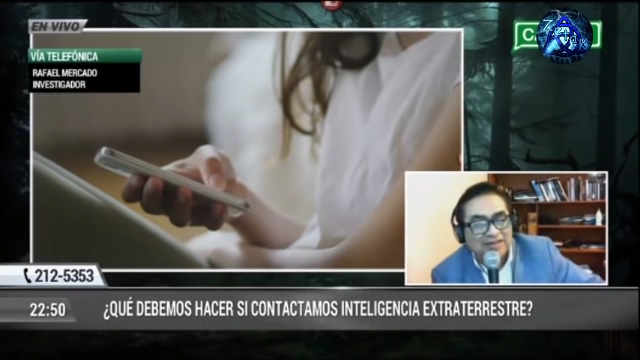 EN VIVO
VÍA TELEFÓNICA
RAFAEL MERCADO
INVESTIGADOR
212-5353
22:50
¿QUÉ DEBEMOS HACER SI CONTACTAMOS INTELIGENCIA EXTRATERRESTRE?